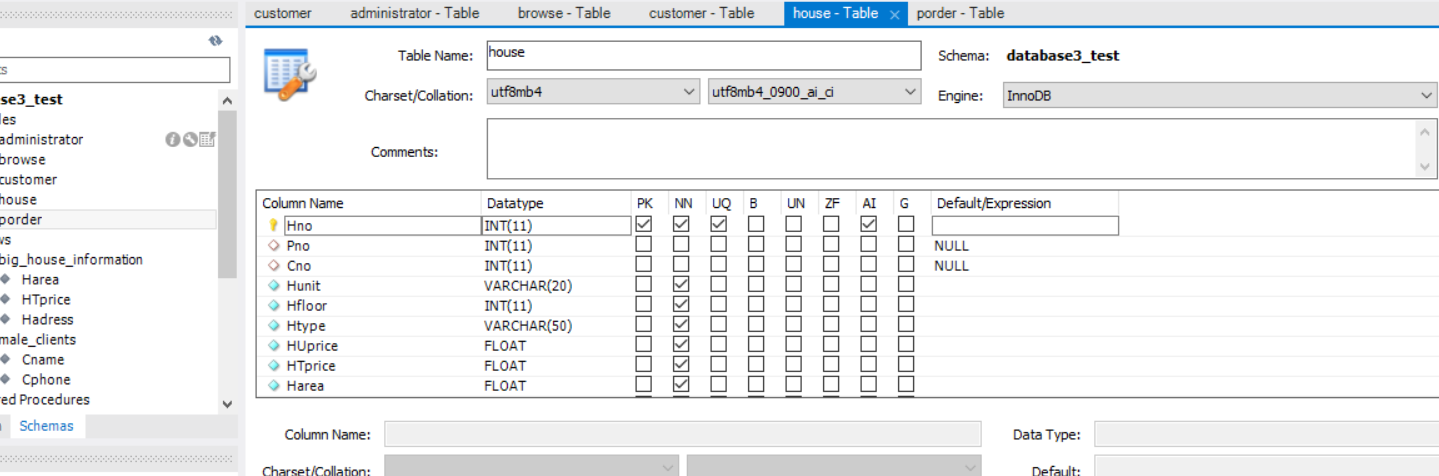 customer administrator - Table browse - Table customer - Table house - Table porder - Table
Table Name: house Schema: database3_test
Charset/Collation: utf8mb4 utf8mb4_0900_ai_ci Engine: InnoDB
Comments:
ts
se3_test
les
administrator
browse
customer
house
porder
ws
big_house_information
Harea
HTprice
Hadress
male_clients
Cname
Cphone
ed Procedures
Schemas
Column Name Datatype PK NN UQ B UN ZF AI G Default/Expression
Hno INT(11)
Pno INT(11) NULL
Cno INT(11) NULL
Hunit VARCHAR(20)
Hfloor INT(11)
Htype VARCHAR(50)
HUprice FLOAT
HTprice FLOAT
Harea FLOAT
Column Name: Data Type:
Charset/Collation: Default: